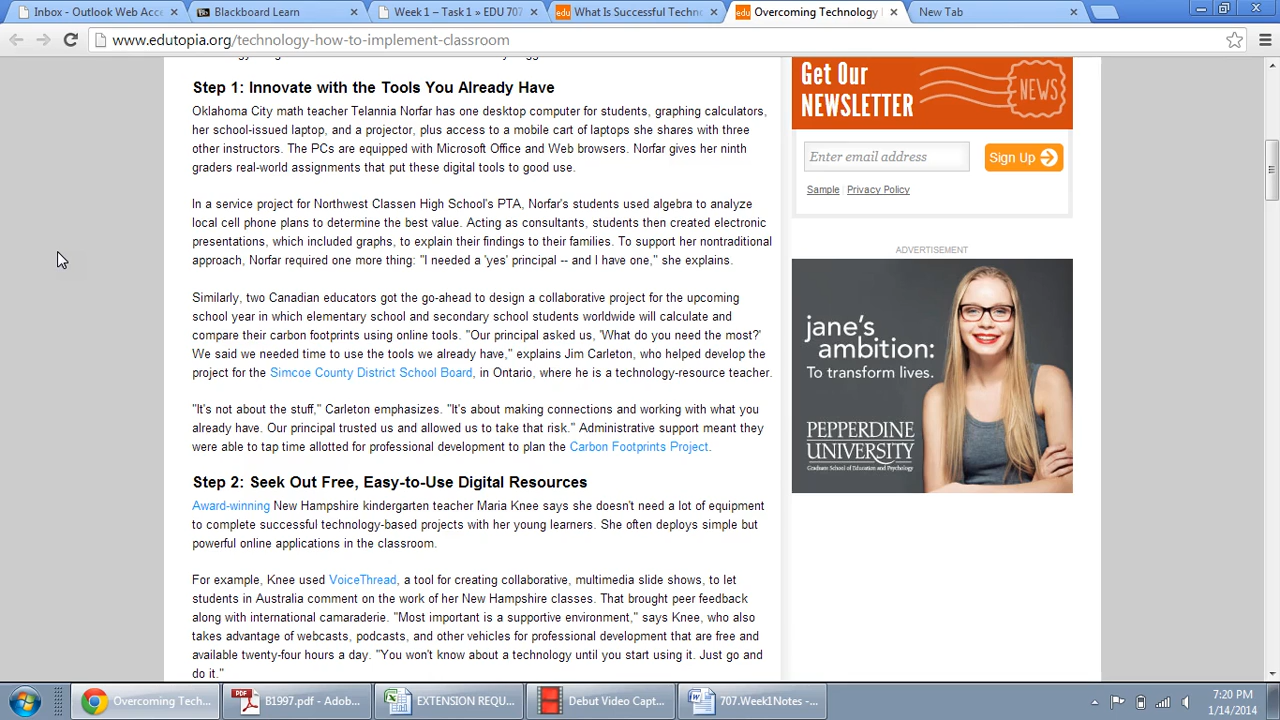 Inbox - Outlook Web Acc
Blackboard Learn
Week 1 – Task 1 » EDU 707
What Is Successful Techno
Overcoming Technology
New Tab
www.edutopia.org/technology-how-to-implement-classroom
Step 1: Innovate with the Tools You Already Have
Oklahoma City math teacher Telannia Norfar has one desktop computer for students, graphing calculators,
her school-issued laptop, and a projector, plus access to a mobile cart of laptops she shares with three
other instructors. The PCs are equipped with Microsoft Office and Web browsers. Norfar gives her ninth
graders real-world assignments that put these digital tools to good use.
In a service project for Northwest Classen High School's PTA, Norfar's students used algebra to analyze
local cell phone plans to determine the best value. Acting as consultants, students then created electronic
presentations, which included graphs, to explain their findings to their families. To support her nontraditional
approach, Norfar required one more thing: "I needed a 'yes' principal -- and I have one," she explains.
Similarly, two Canadian educators got the go-ahead to design a collaborative project for the upcoming
school year in which elementary school and secondary school students worldwide will calculate and
compare their carbon footprints using online tools. "Our principal asked us, 'What do you need the most?'
We said we needed time to use the tools we already have," explains Jim Carleton, who helped develop the
project for the Simcoe County District School Board, in Ontario, where he is a technology-resource teacher.
"It's not about the stuff," Carleton emphasizes. "It's about making connections and working with what you
already have. Our principal trusted us and allowed us to take that risk." Administrative support meant they
were able to tap time allotted for professional development to plan the Carbon Footprints Project.
Step 2: Seek Out Free, Easy-to-Use Digital Resources
Award-winning New Hampshire kindergarten teacher Maria Knee says she doesn't need a lot of equipment
to complete successful technology-based projects with her young learners. She often deploys simple but
powerful online applications in the classroom.
For example, Knee used VoiceThread, a tool for creating collaborative, multimedia slide shows, to let
students in Australia comment on the work of her New Hampshire classes. That brought peer feedback
along with international camaraderie. "Most important is a supportive environment," says Knee, who also
takes advantage of webcasts, podcasts, and other vehicles for professional development that are free and
available twenty-four hours a day. "You won't know about a technology until you start using it. Just go and
do it."
Get Our
NEWSLETTER
NEWS
Enter email address
Sign Up
Sample | Privacy Policy
ADVERTISEMENT
jane's
ambition:
To transform lives.
PEPPERDINE
UNIVERSITY
Graduate School of Education and Psychology
Overcoming Tech...
B1997.pdf - Adob...
EXTENSION REQU...
Debut Video Capt...
707.Week1Notes -...
7:20 PM
1/14/2014